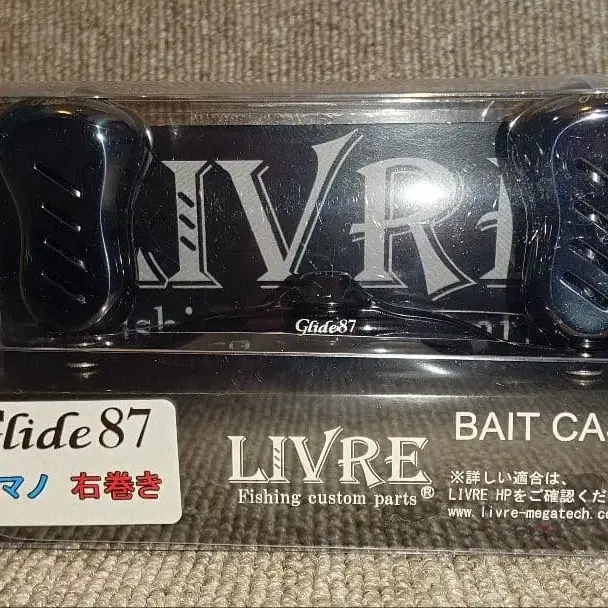 LIVRE
Glide87
Glide87
マノ 右巻き
LIVRE
Fishing custom parts®
BAIT CA
※詳しい適合は、
LIVRE HPをご確認くだ
www.livre-megatech.co